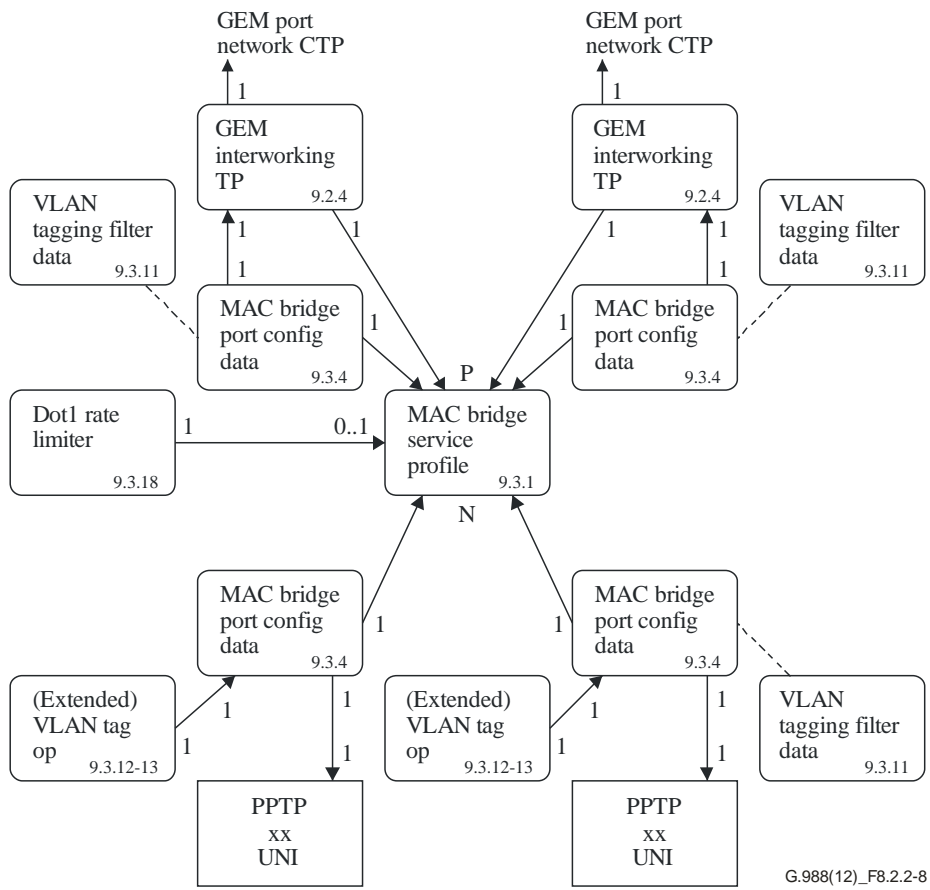 GEM port
network CTP
GEM port
network CTP
1
1
GEM
interworking
TP
9.2.4
GEM
interworking
TP
9.2.4
VLAN
tagging filter
data
9.3.11
VLAN
tagging filter
data
9.3.11
1
1
1
1
1
1
MAC bridge
port config
data
9.3.4
MAC bridge
port config
data
9.3.4
1
1
P
Dot1 rate
limiter
9.3.18
1
0..1
MAC bridge
service
profile
9.3.1
N
MAC bridge
port config
data
9.3.4
MAC bridge
port config
data
9.3.4
1
1
(Extended)
VLAN tag
op
9.3.12-13
1
1
1
1
(Extended)
VLAN tag
op
9.3.12-13
1
1
1
1
VLAN
tagging filter
data
9.3.11
PPTP
xx
UNI
PPTP
xx
UNI
G.988(12)_F8.2.2-8